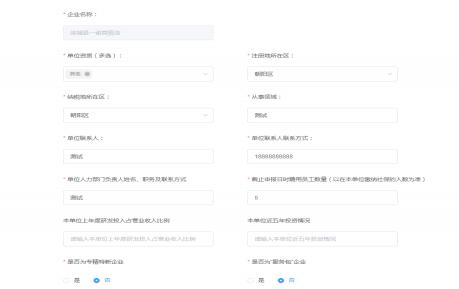 * 企业名称：
* 单位资质（多选）：
* 注册地所在区：
其他
朝阳区
* 结构地所在区：
* 从事领域：
朝阳区
测试
* 单位联系人：
* 单位联系人联系方式：
测试
18888888888
* 单位人力部门负责人姓名、职务及联系方式
* 截止申报日时聘用员工数量（以在本单位缴纳社保的人数为准）
测试
6
本单位上年度研发投入占营业收入比例
本单位近五年投资情况
请输入本单位上年度研发投入占营业收入比例
请输入本单位近五年投资情况
* 是否为专精特新企业
* 是否为"服务包"企业
是 否
是 否